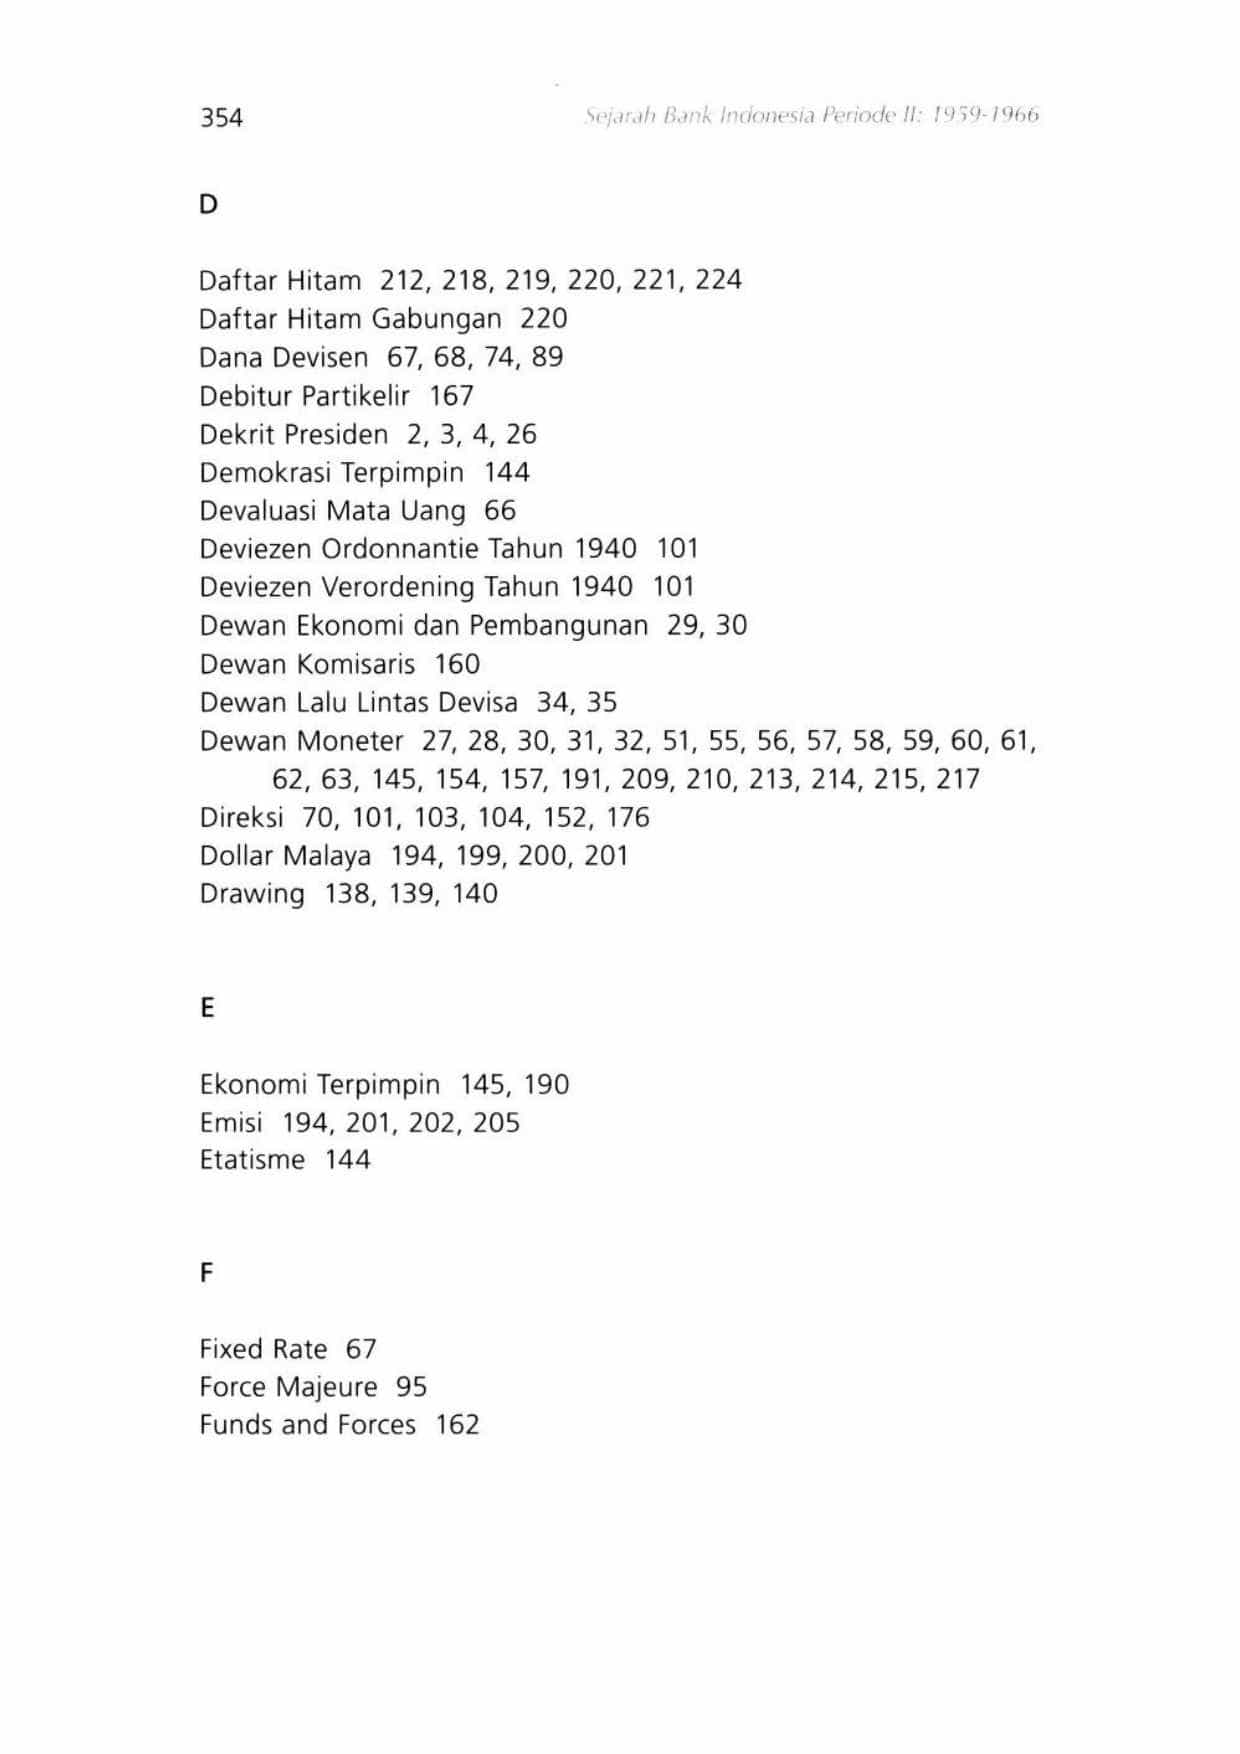 354
Sejarah Bank Indonesia Periode II: 1959-1966
D
Daftar Hitam 212, 218, 219, 220, 221, 224
Daftar Hitam Gabungan 220
Dana Devisen 67, 68, 74, 89
Debitur Partikelir 167
Dekrit Presiden 2, 3, 4, 26
Demokrasi Terpimpin 144
Devaluasi Mata Uang 66
Deviezen Ordonnantie Tahun 1940 101
Deviezen Verordening Tahun 1940 101
Dewan Ekonomi dan Pembangunan 29, 30
Dewan Komisaris 160
Dewan Lalu Lintas Devisa 34, 35
Dewan Moneter 27, 28, 30, 31, 32, 51, 55, 56, 57, 58, 59, 60, 61,
62, 63, 145, 154, 157, 191, 209, 210, 213, 214, 215, 217
Direksi 70, 101, 103, 104, 152, 176
Dollar Malaya 194, 199, 200, 201
Drawing 138, 139, 140
E
Ekonomi Terpimpin 145, 190
Emisi 194, 201, 202, 205
Etatisme 144
F
Fixed Rate 67
Force Majeure 95
Funds and Forces 162